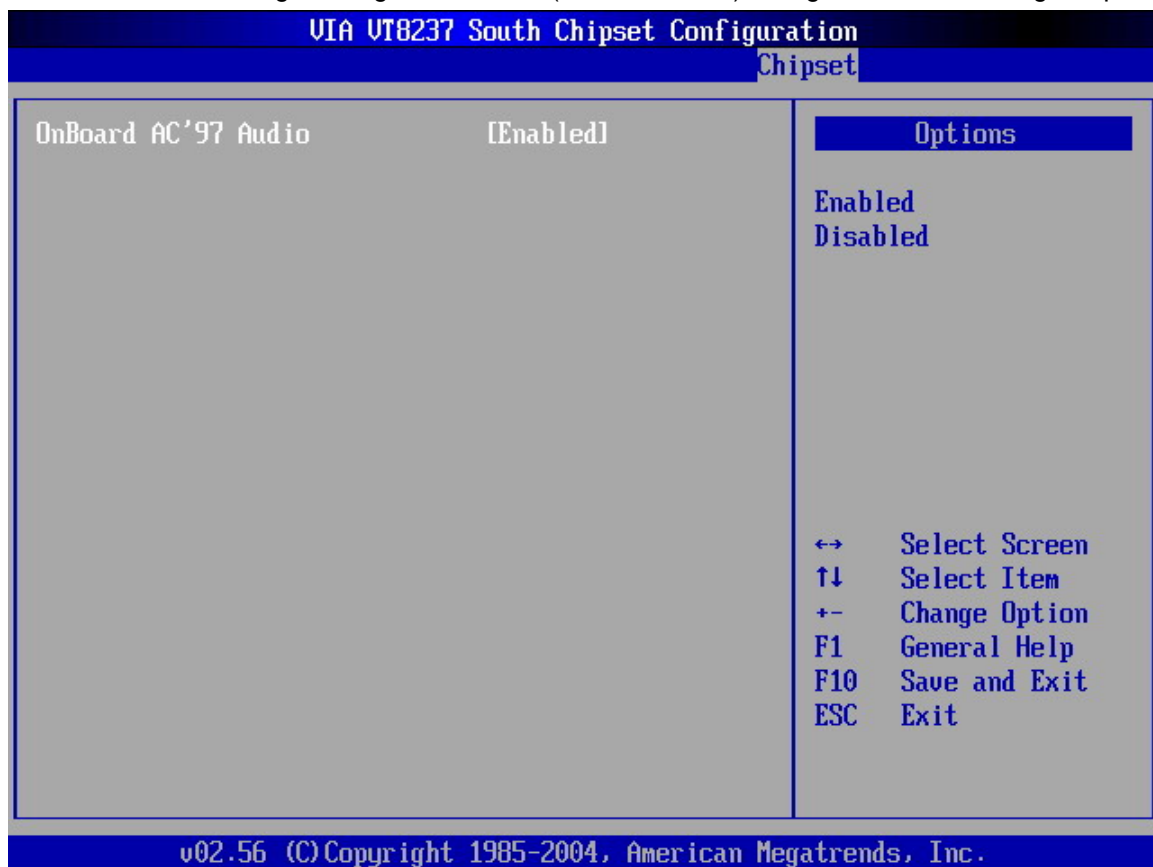 VIA VT8237 South Chipset Configuration
Chipset
OnBoard AC'97 Audio [Enabled]
Options
Enabled
Disabled
←→ Select Screen
↑↓ Select Item
+- Change Option
F1 General Help
F10 Save and Exit
ESC Exit
v02.56 (C)Copyright 1985-2004, American Megatrends, Inc.